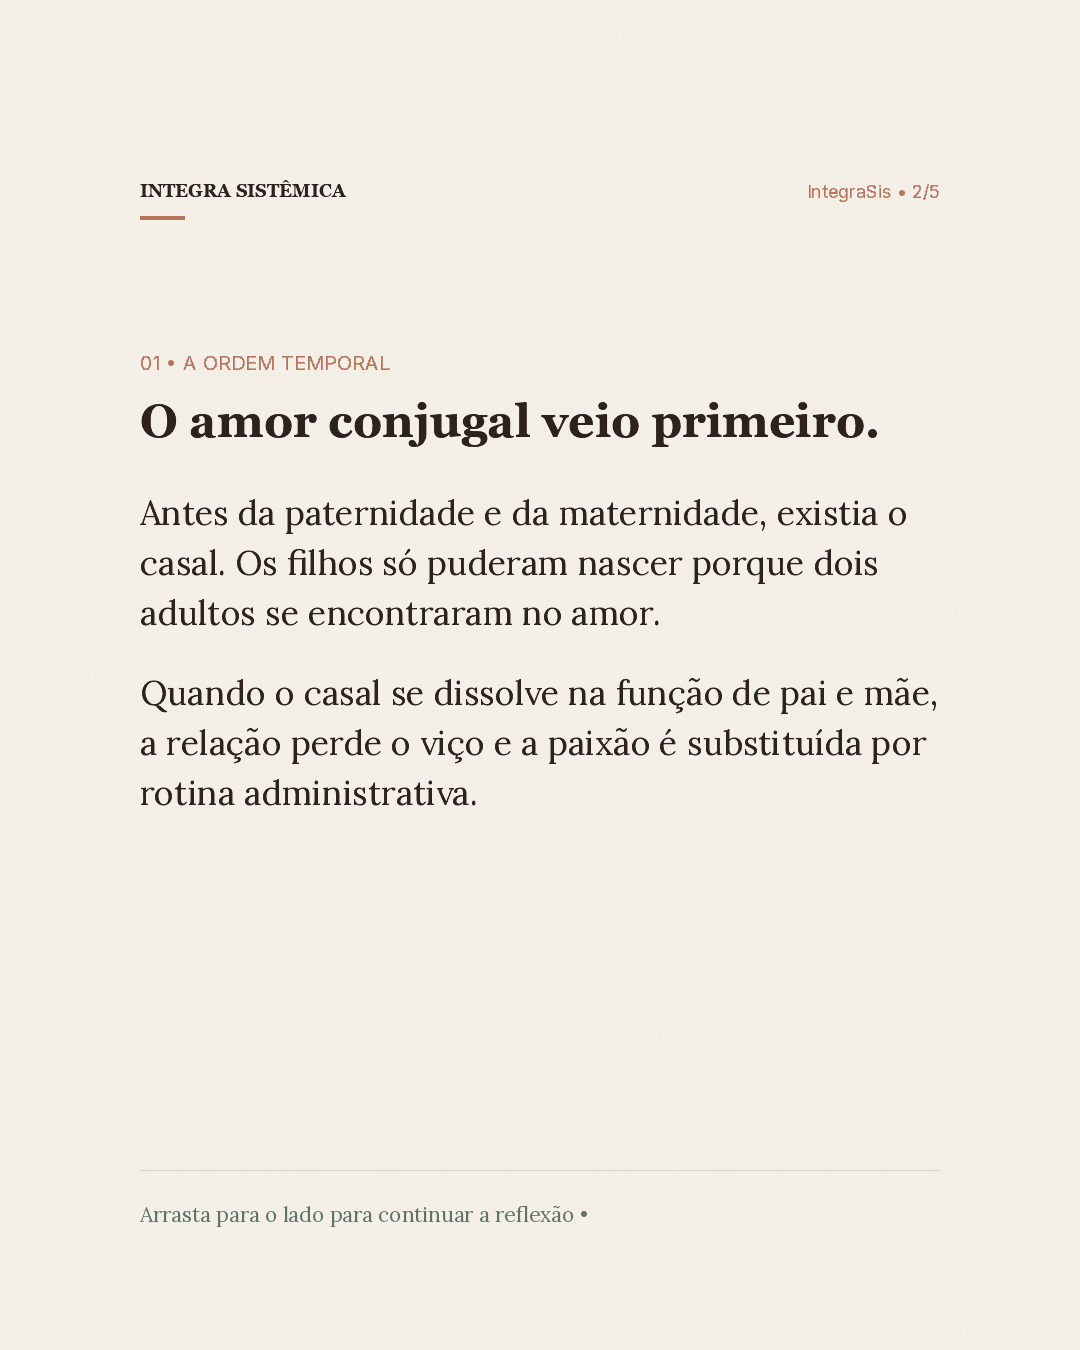 INTEGRA SISTÊMICA
IntegraSis • 2/5
01 • A ORDEM TEMPORAL
O amor conjugal veio primeiro.
Antes da paternidade e da maternidade, existia o
casal. Os filhos só puderam nascer porque dois
adultos se encontraram no amor.
Quando o casal se dissolve na função de pai e mãe,
a relação perde o viço e a paixão é substituída por
rotina administrativa.
Arrasta para o lado para continuar a reflexão •